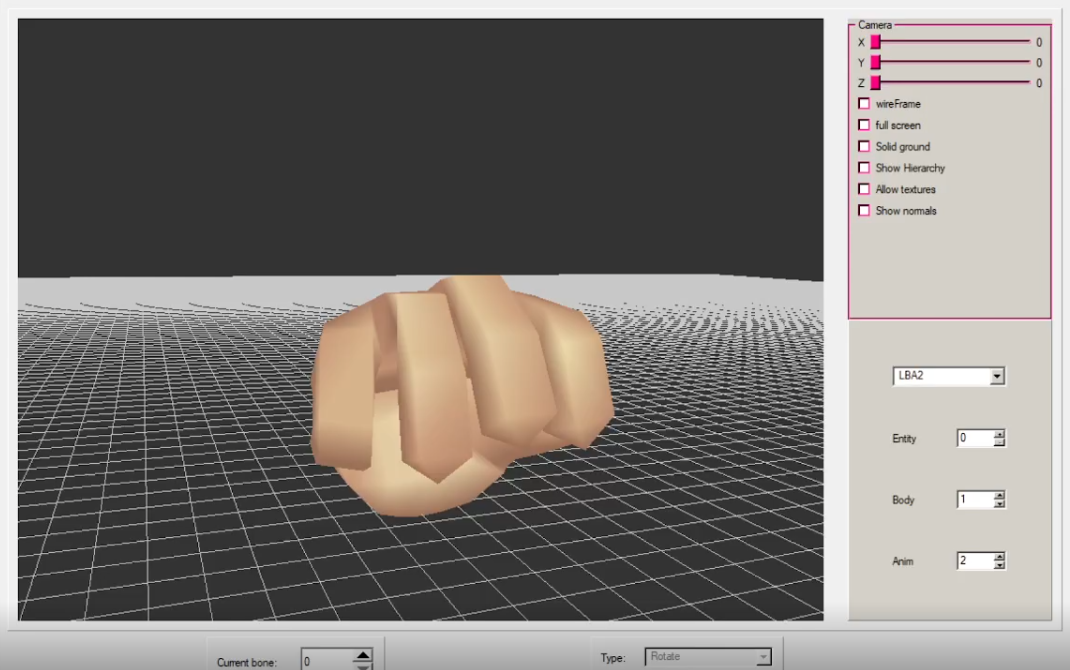 Camera
X 0
Y 0
Z 0
wireFrame
full screen
Solid ground
Show Hierarchy
Allow textures
Show normals
LBA2
Entity 0
Body 1
Anim 2
Current bone: 0
Type: Rotate